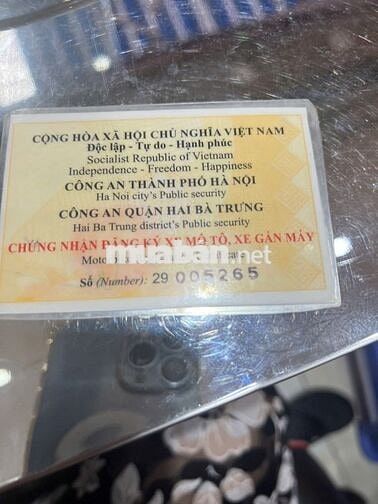 CỘNG HÒA XÃ HỘI CHỦ NGHĨA VIỆT NAM
Độc lập - Tự do - Hạnh phúc
Socialist Republic of Vietnam
Independence - Freedom - Happiness
CÔNG AN THÀNH PHỐ HÀ NỘI
Ha Noi city's Public security
CÔNG AN QUẬN HAI BÀ TRƯNG
Hai Ba Trung district's Public security
CHỨNG NHẬN ĐĂNG KÝ XE MÔ TÔ, XE GẮN MÁY
muaban.net
Số (Number): 29 005265